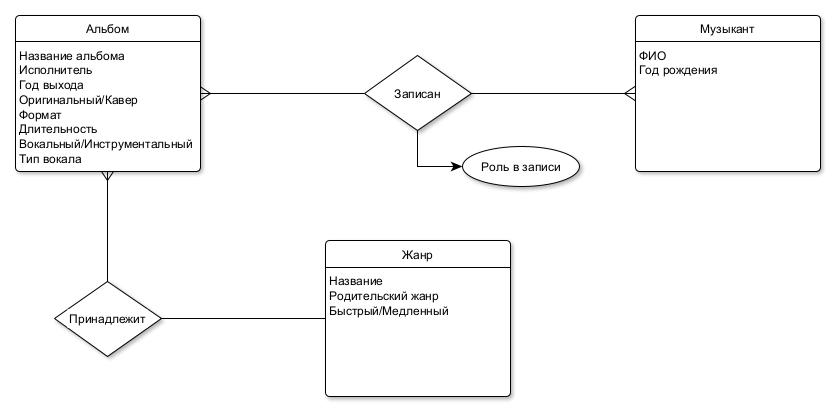 Альбом
Название альбома
Исполнитель
Год выхода
Оригинальный/Кавер
Формат
Длительность
Вокальный/Инструментальный
Тип вокала
Записан
Роль в записи
Музыкант
ФИО
Год рождения
Принадлежит
Жанр
Название
Родительский жанр
Быстрый/Медленный